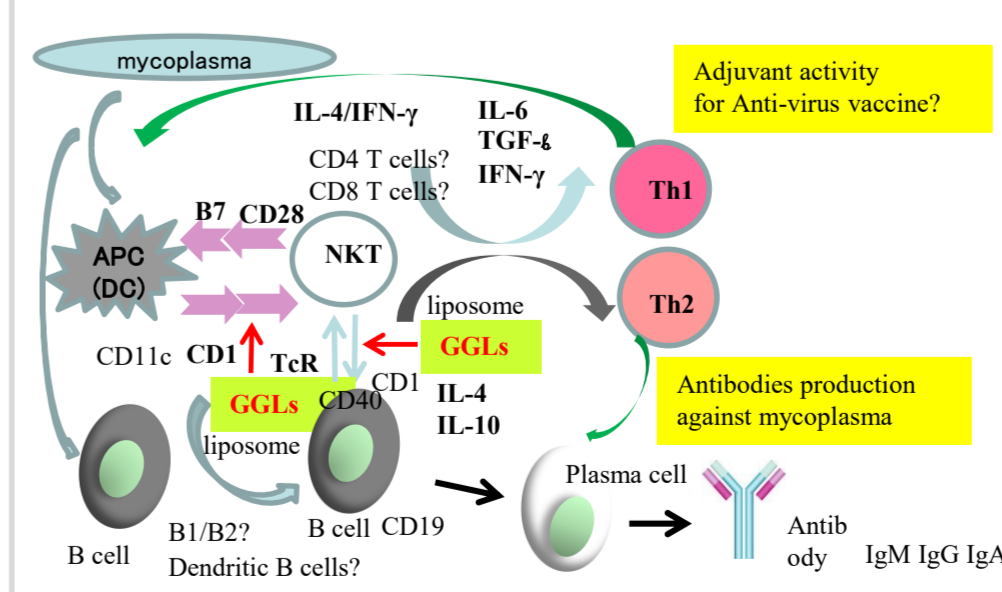 mycoplasma
Adjuvant activity
for Anti-virus vaccine?
IL-4/IFN-γ
IL-6
TGF-ꞵ
IFN-γ
CD4 T cells?
CD8 T cells?
Th1
B7
CD28
NKT
APC
(DC)
Th2
liposome
GGLs
CD11c
CD1
TcR
CD1
GGLs
CD40
IL-4
IL-10
liposome
Antibodies production
against mycoplasma
Plasma cell
B cell
B1/B2?
Dendritic B cells?
B cell
CD19
Antib
ody
IgM IgG IgA